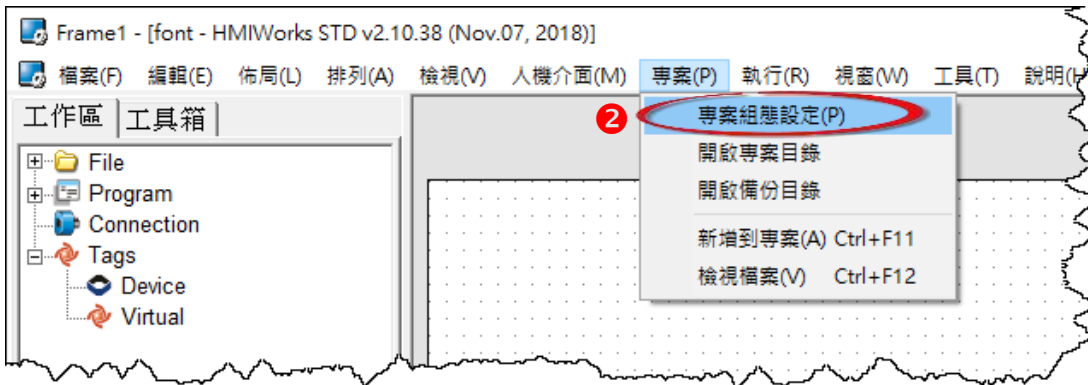 Frame1 - [font - HMIWorks STD v2.10.38 (Nov.07, 2018)]
檔案(F) 編輯(E) 佈局(L) 排列(A) 檢視(V) 人機介面(M) 專案(P) 執行(R) 視窗(W) 工具(T) 說明(H
工作區 工具箱
2 專案組態設定(P)
File
開啟專案目錄
Program
開啟備份目錄
Connection
新增到專案(A) Ctrl+F11
Tags
檢視檔案(V) Ctrl+F12
Device
Virtual